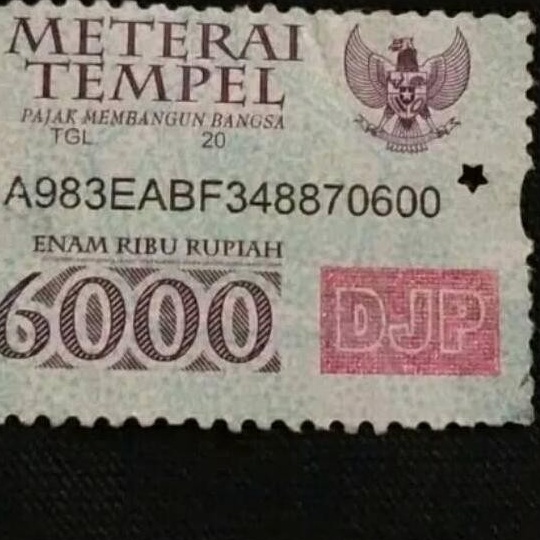 METERAI
TEMPEL
PAJAK MEMBANGUN BANGSA
TGL. 20
A983EABF348870600
ENAM RIBU RUPIAH
6000
DJP